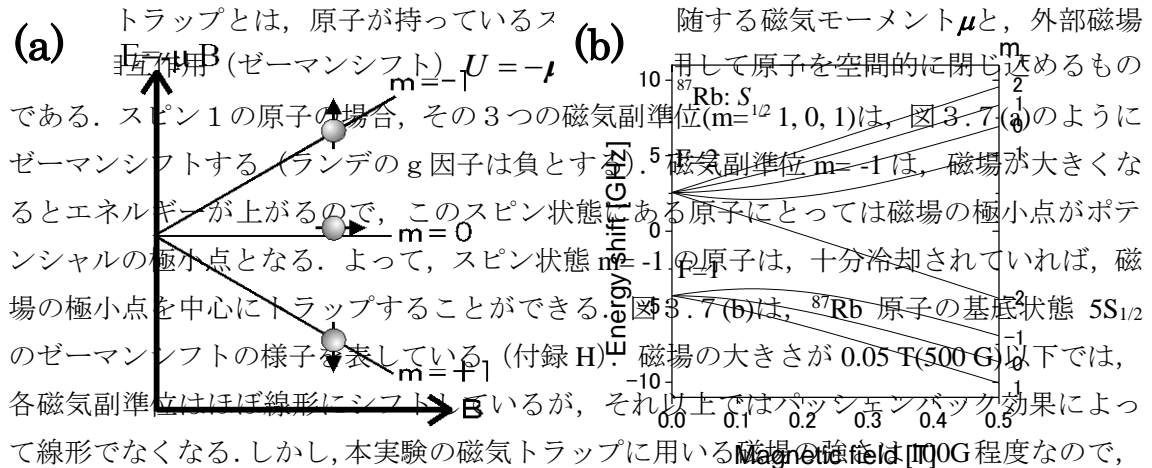 トラップとは，原子が持っているス
随する磁気モーメントμと，外部磁場
互作用（ゼーマンシフト）U = −μ
用して原子を空間的に閉じ込めるもの
である．スピン１の原子の場合，その３つの磁気副準位(m= 1, 0, 1)は，図３.７(a)のように
ゼーマンシフトする（ランデのｇ因子は負とする）．磁気副準位 m= -1 は，磁場が大きくな
るとエネルギーが上がるので，このスピン状態にある原子にとっては磁場の極小点がポテ
ンシャルの極小点となる．よって，スピン状態 m= -1 の原子は，十分冷却されていれば，磁
場の極小点を中心にトラップすることができる．図３.７(b)は，87Rb 原子の基底状態 5S1/2
のゼーマンシフトの様子を表している（付録 H）．磁場の大きさが 0.05 T(500 G)以下では，
各磁気副準位はほぼ線形にシフトしているが，それ以上ではパッシェンバック効果によっ
て線形でなくなる．しかし,本実験の磁気トラップに用いる磁場の強さは 100G 程度なので，
(a)
E= μ B
m=-1
m=0
m=+1
B
(b)
m
87Rb: S1/2
F=2
F=1
Energy shift [GHz]
10
5
0
−5
−10
2
1
0
−1
−2
−1
0
1
0.0 0.1 0.2 0.3 0.4 0.5
Magnetic field [T]